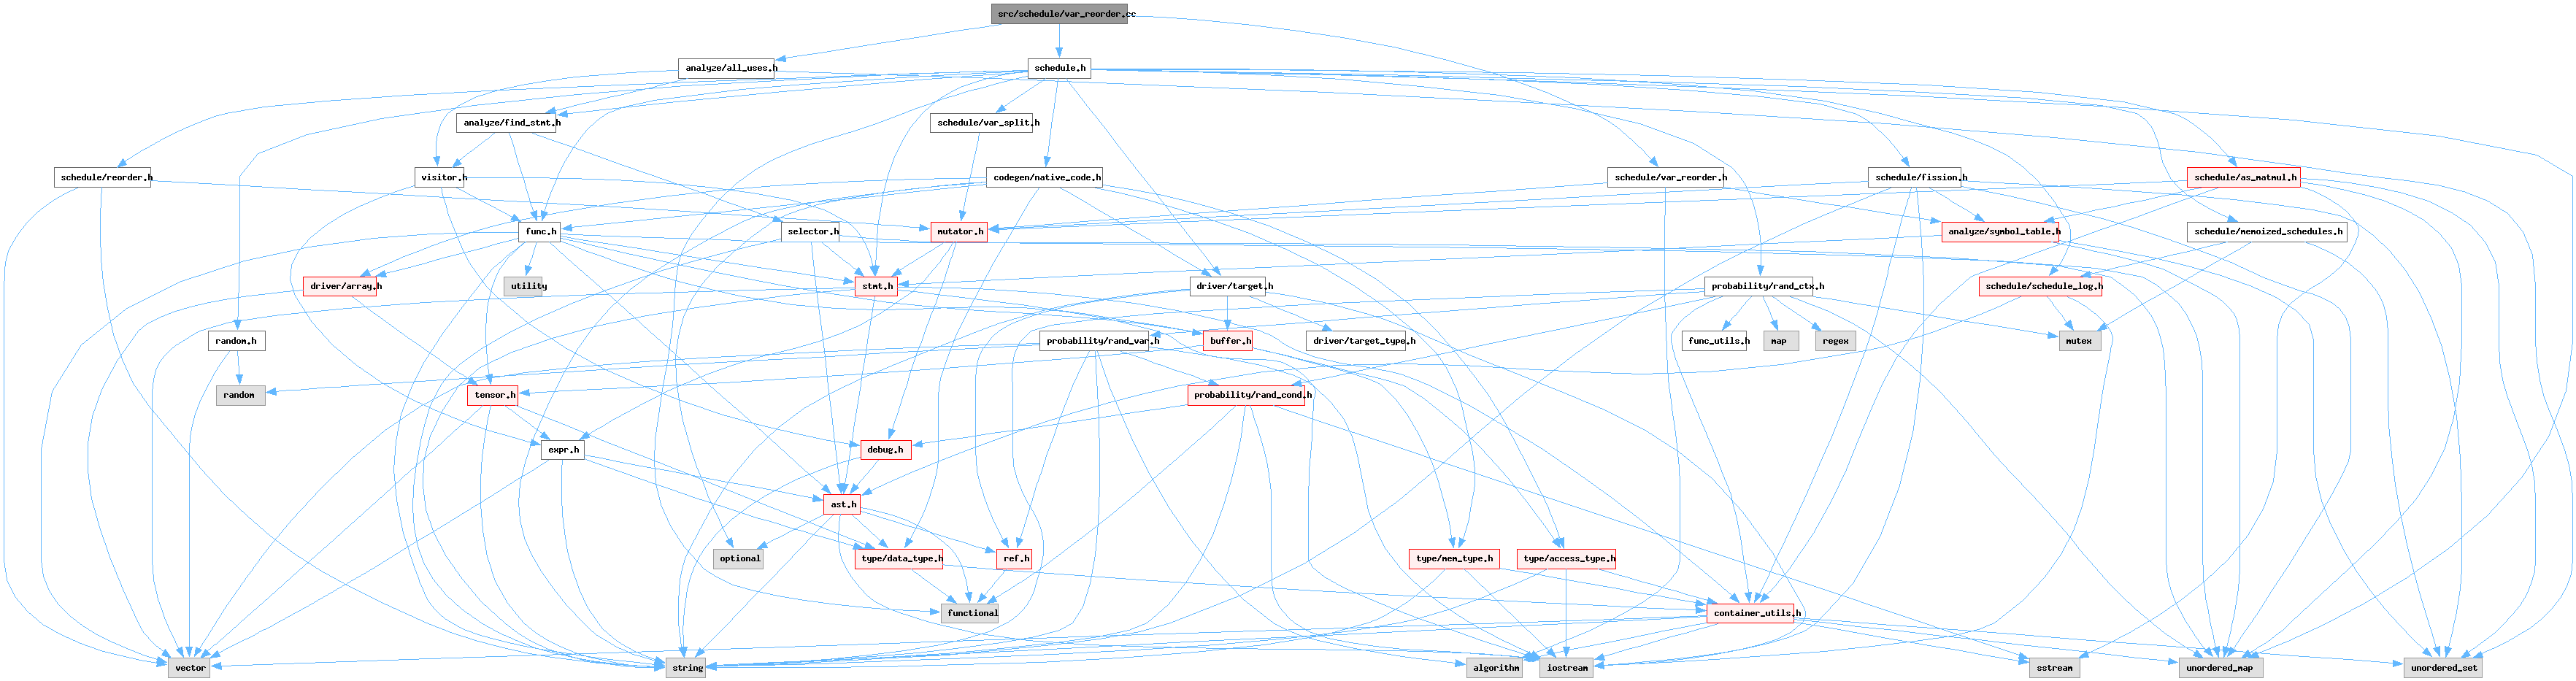 src/schedule/var_reorder.cc
analyze/all_uses.h
schedule.h
analyze/find_stmt.h
schedule/var_split.h
schedule/reorder.h
visitor.h
codegen/native_code.h
schedule/var_reorder.h
schedule/fission.h
schedule/as_matmul.h
func.h
selector.h
mutator.h
analyze/symbol_table.h
schedule/memoized_schedules.h
driver/array.h
utility
stmt.h
driver/target.h
probability/rand_ctx.h
schedule/schedule_log.h
random.h
probability/rand_var.h
buffer.h
driver/target_type.h
func_utils.h
map
regex
mutex
random
tensor.h
probability/rand_cond.h
expr.h
debug.h
ast.h
optional
type/data_type.h
ref.h
type/mem_type.h
type/access_type.h
functional
container_utils.h
vector
string
algorithm
iostream
sstream
unordered_map
unordered_set